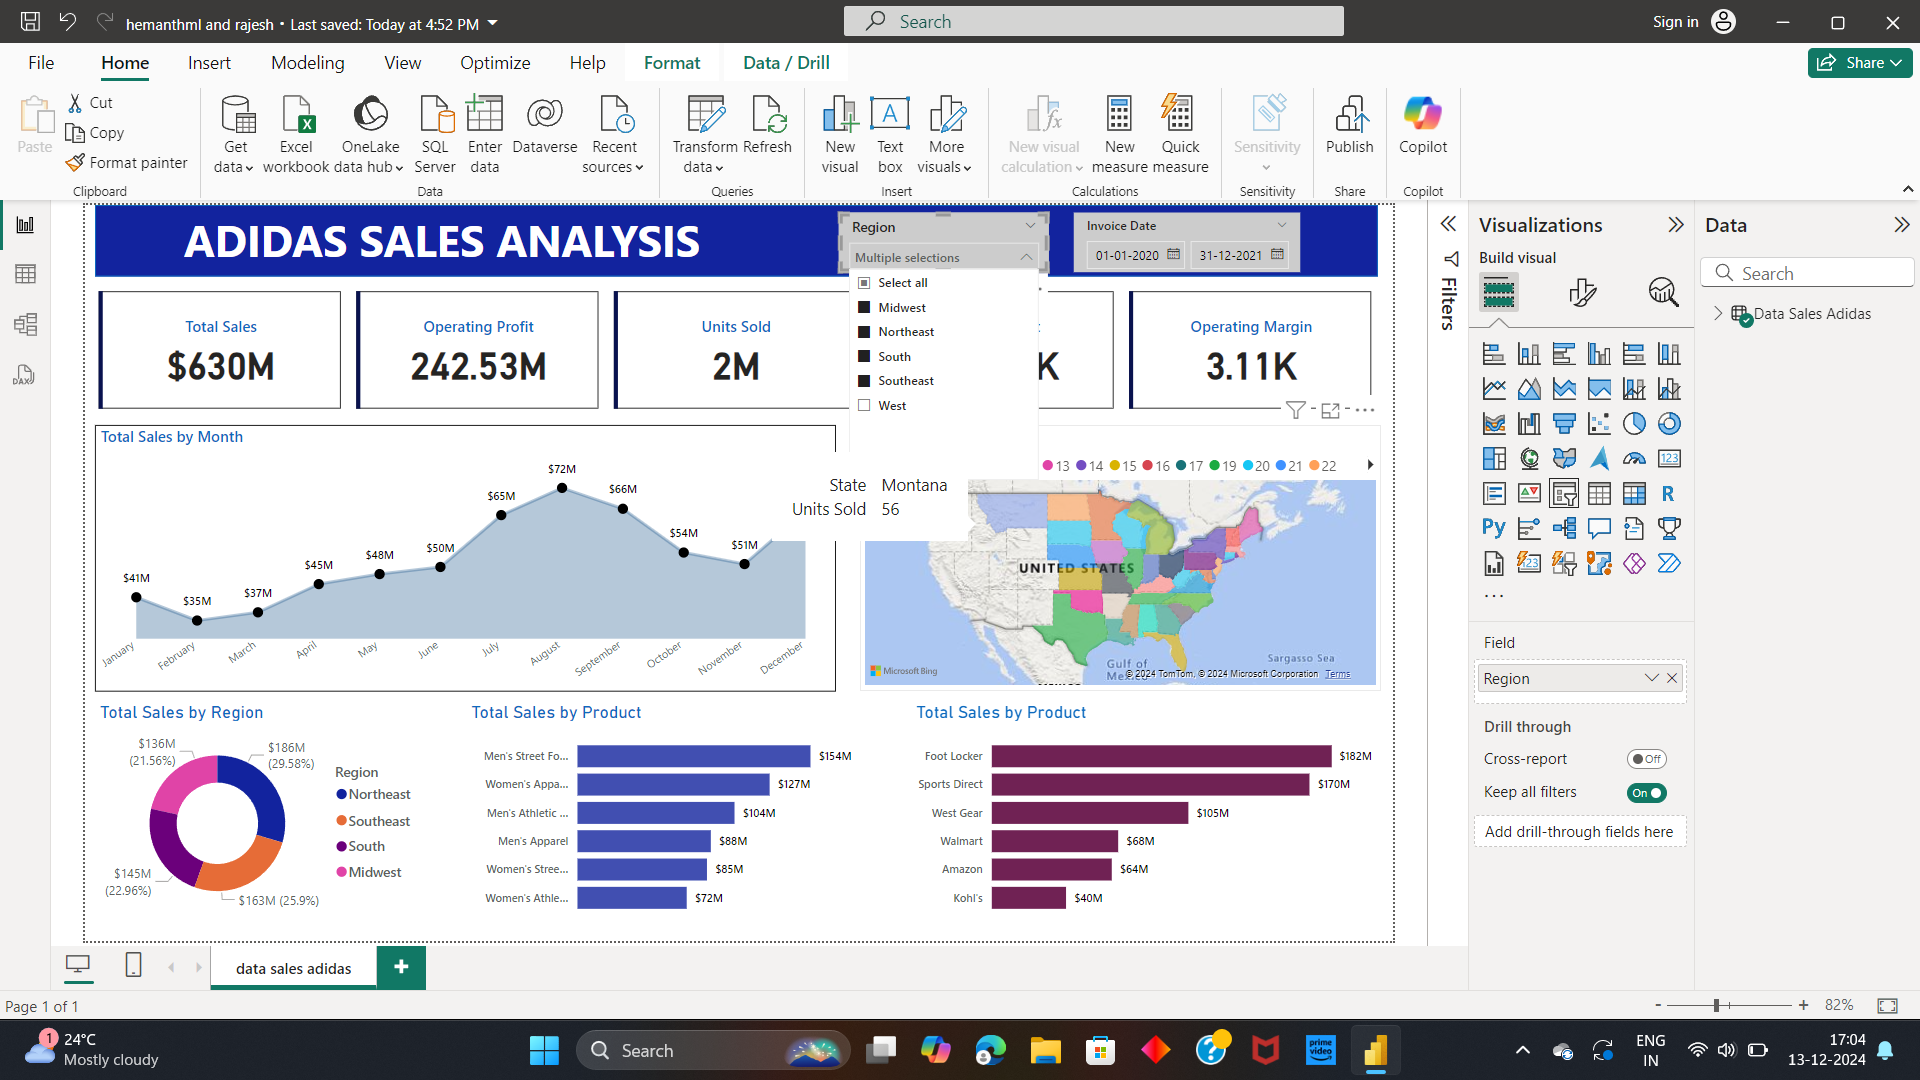 hemanthml and rajesh • Last saved: Today at 4:52 PM
Search
Sign in
File
Home
Insert
Modeling
View
Optimize
Help
Format
Data / Drill
Share
Paste
Cut
Copy
Format painter
Clipboard
Get data
Excel workbook
OneLake data hub
SQL Server
Enter data
Dataverse
Recent sources
Data
Transform data
Refresh
Queries
New visual
Text box
More visuals
Insert
New visual calculation
New measure
Quick measure
Calculations
Sensitivity
Sensitivity
Publish
Share
Copilot
Copilot
ADIDAS SALES ANALYSIS
Region
Multiple selections
Select all
Midwest
Northeast
South
Southeast
West
Invoice Date
01-01-2020
31-12-2021
Total Sales
$630M
Operating Profit
242.53M
Units Sold
2M
K
Operating Margin
3.11K
Total Sales by Month
$41M
$35M
$37M
$45M
$48M
$50M
$65M
$72M
$66M
$54M
$51M
January
February
March
April
May
June
July
August
September
October
November
December
State Montana
Units Sold 56
13 14 15 16 17 19 20 21 22
UNITED STATES
Gulf of
Sargasso Sea
Microsoft Bing
© 2024 TomTom, © 2024 Microsoft Corporation Terms
Total Sales by Region
$136M
(21.56%)
$186M
(29.58%)
$145M
(22.96%)
$163M (25.9%)
Region
Northeast
Southeast
South
Midwest
Total Sales by Product
Men's Street Fo... $154M
Women's Appa... $127M
Men's Athletic ... $104M
Men's Apparel $88M
Women's Stree... $85M
Women's Athle... $72M
Total Sales by Product
Foot Locker $182M
Sports Direct $170M
West Gear $105M
Walmart $68M
Amazon $64M
Kohl's $40M
Filters
Visualizations
Build visual
123
R
Py
123
...
Field
Region
Drill through
Cross-report
Off
Keep all filters
On
Add drill-through fields here
Data
Search
Data Sales Adidas
DAX
data sales adidas
+
Page 1 of 1
- + 82%
1
24°C
Mostly cloudy
Search
prime video
ENG
IN
17:04
13-12-2024